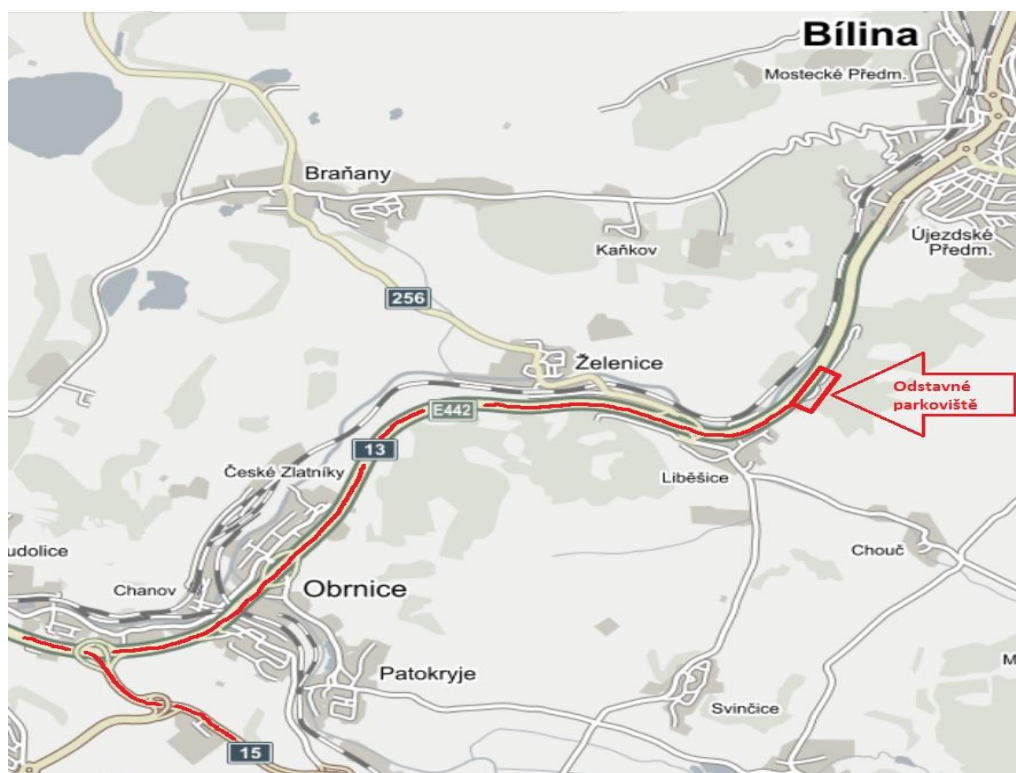 Bílina
Mostecké Předm.
Braňany
Kaňkov
Újezdské
Předm.
256
Želenice
Odstavné
parkoviště
E442
13
České Zlatníky
Liběšice
udolice
Chouč
Chanov
Obrnice
Patokryje
M
Svinčice
15